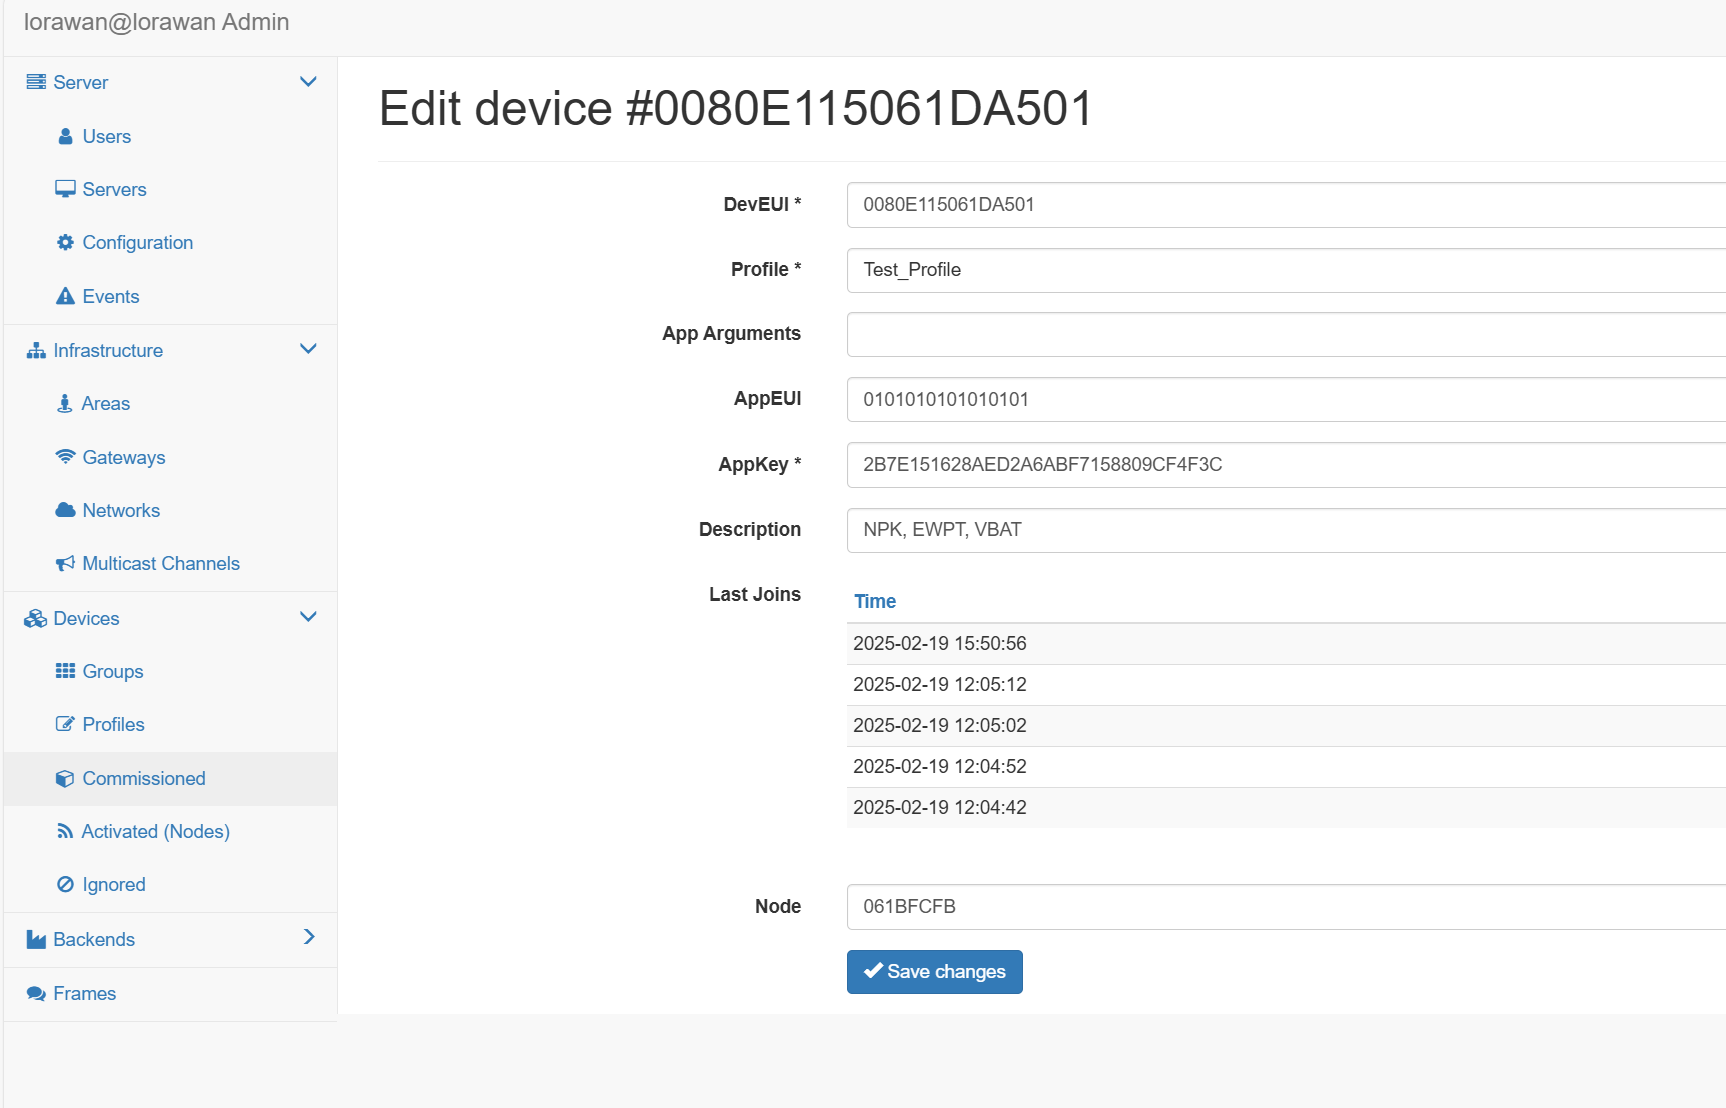 lorawan@lorawan Admin
Server
Users
Servers
Configuration
Events
Infrastructure
Areas
Gateways
Networks
Multicast Channels
Devices
Groups
Profiles
Commissioned
Activated (Nodes)
Ignored
Backends
Frames
Edit device #0080E115061DA501
DevEUI * 0080E115061DA501
Profile * Test_Profile
App Arguments
AppEUI 0101010101010101
AppKey * 2B7E151628AED2A6ABF7158809CF4F3C
Description NPK, EWPT, VBAT
Last Joins Time
2025-02-19 15:50:56
2025-02-19 12:05:12
2025-02-19 12:05:02
2025-02-19 12:04:52
2025-02-19 12:04:42
Node 061BFCFB
Save changes